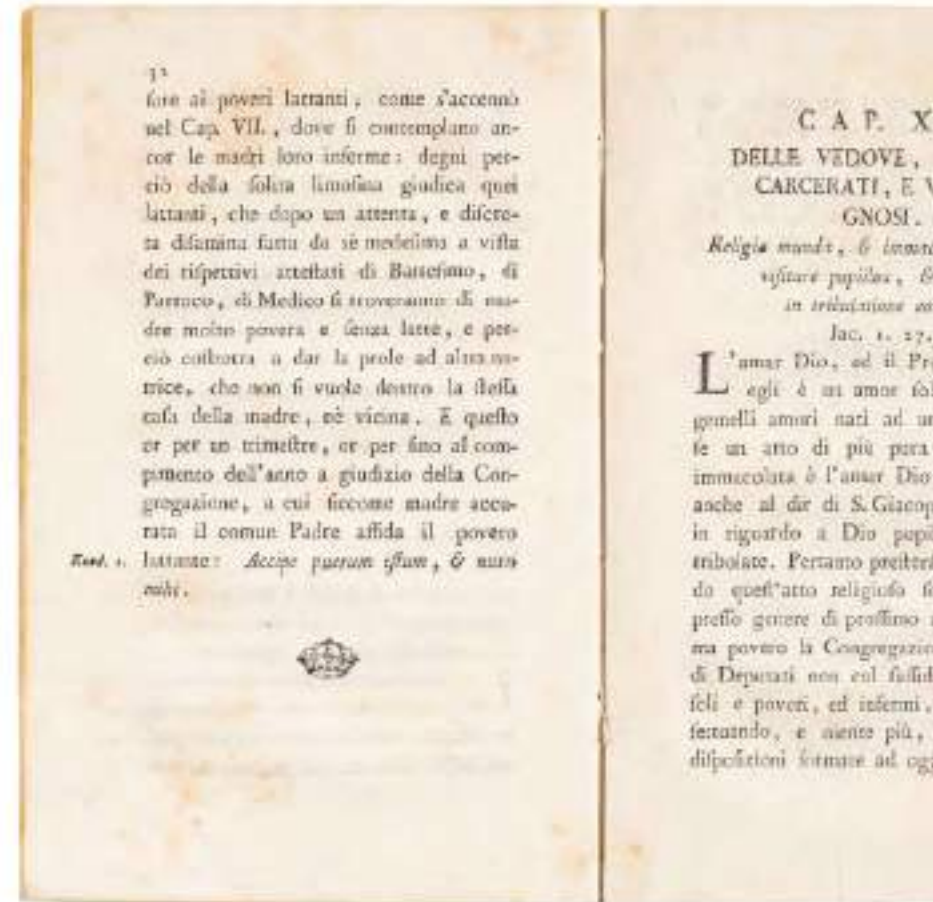 32
ai poveri lattanti, come s'accennò
nel Cap. VII., dove ſi contemplano an-
cor le madri loro inferme: degni per-
ciò della ſolita limoſina giudica quei
lattanti, che dopo un attenta, e diſcre-
ta diſamina fatta da sè medeſima a viſta
dei riſpettivi atteſtati di Batteſimo, di
Parroco, di Medico ſi troveranno di ma-
dre molto povera e ſenza latte, e per-
ciò coſtretta a dar la prole ad altra nu-
trice, che non ſi vuole dentro la ſteſſa
caſa della madre, nè vicina. E queſto
or per un trimeſtre, or per fino al com-
pimento dell'anno a giudizio della Con-
gregazione, a cui ſiccome madre accu-
rata il comun Padre affida il povero
lattante: Accipe puerum iſtum, & nutri
mihi.
CAP. X
DELLE VEDOVE,
CARCERATI, E V
GNOSI.
Religio munda, &
viſitare pupillos, &
in tribulatione
Jac. 1. 27.
L'amar Dio, ed il Pr
egli è un amor ſol
gemelli amori nati ad un
ſe un atto di più pura
immacolata è l'amar Dio
anche al dir di S. Giacop
in riguardo a Dio pupi
tribolate. Pertanto
do queſt'atto religioſo
preſſo genere di proſſimo
ma povero la Congregazio
di Deputati non col ſuſſid
ſoli e poveri, ed infermi,
e niente più,
diſpoſizioni formate ad ogg